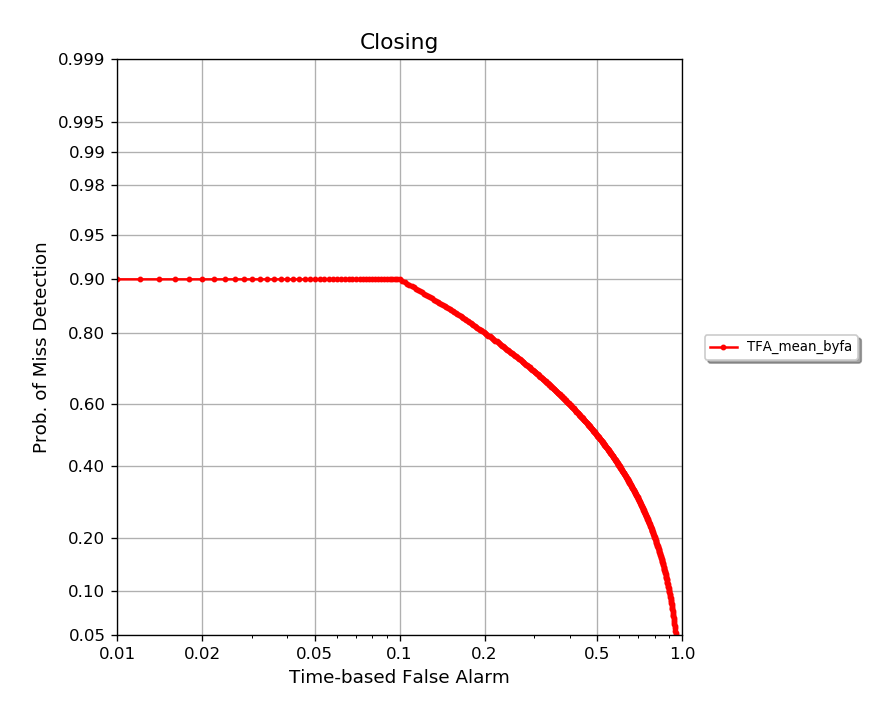 Closing
0.999
0.995
0.99
0.98
0.95
0.90
0.80
0.60
0.40
0.20
0.10
0.05
Prob. of Miss Detection
0.01 0.02 0.05 0.1 0.2 0.5 1.0
Time-based False Alarm
TFA_mean_byfa